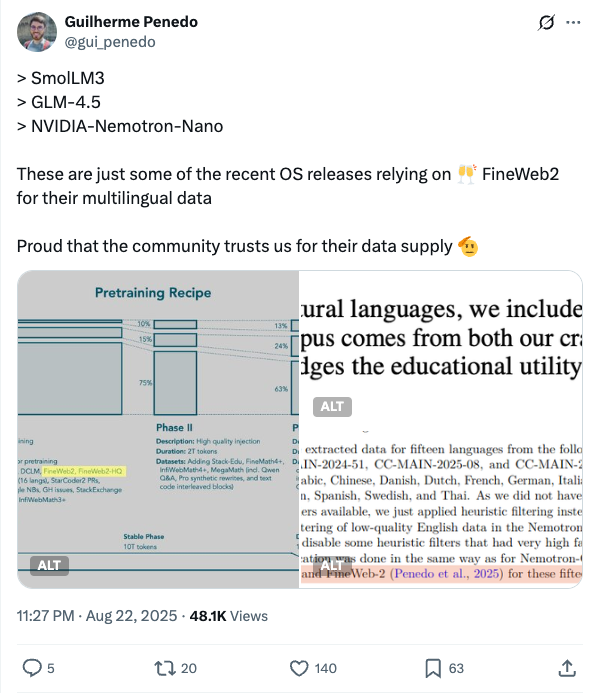 Guilherme Penedo
@gui_penedo
> SmolLM3
> GLM-4.5
> NVIDIA-Nemotron-Nano
These are just some of the recent OS releases relying on 🥂 FineWeb2
for their multilingual data
Proud that the community trusts us for their data supply 🫡
Pretraining Recipe
10%
15%
75%
13%
24%
63%
Phase II
Description: High quality injection
Duration: 2T tokens
Datasets: Adding Stack-Edu, FineMath4+,
InfiWebMath4+, MegaMath (incl. Qwen
Q&A, Pro synthetic rewrites, and text
code interleaved blocks)
DCLM, FineWeb2, FineWeb2-HQ
(16 langs), StarCoder2 PRs,
NBs, GH issues, StackExchange
InfiWebMath3+
Stable Phase
10T tokens
ALT
tural languages, we include
pus comes from both our cr
dges the educational utility
ALT
extracted data for fifteen languages from the follo
IN-2024-51, CC-MAIN-2025-08, and CC-MAIN-2
abic, Chinese, Danish, Dutch, French, German, Itali
n, Spanish, Swedish, and Thai. As we did not have
ers available, we just applied heuristic filtering inste
tering of low-quality English data in the Nemotron
disable some heuristic filters that had very high fa
ration was done in the same way as for Nemotron-
and FineWeb-2 (Penedo et al., 2025) for these fifte
ALT
11:27 PM · Aug 22, 2025 · 48.1K Views
5
20
140
63